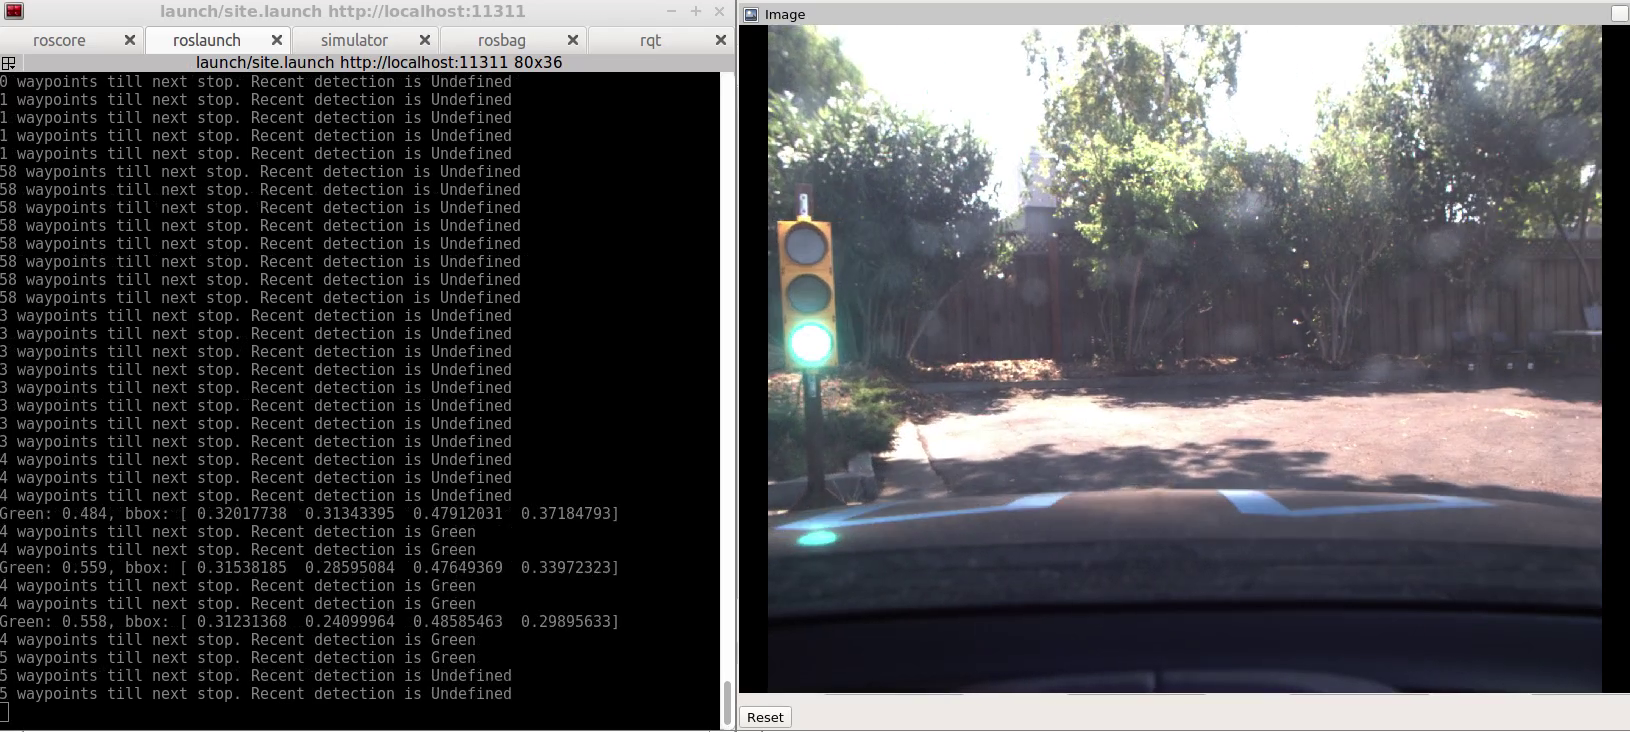 launch/site.launch http://localhost:11311
roscore
roslaunch
simulator
rosbag
rqt
launch/site.launch http://localhost:11311 80x36
0 waypoints till next stop. Recent detection is Undefined
1 waypoints till next stop. Recent detection is Undefined
1 waypoints till next stop. Recent detection is Undefined
1 waypoints till next stop. Recent detection is Undefined
1 waypoints till next stop. Recent detection is Undefined
58 waypoints till next stop. Recent detection is Undefined
58 waypoints till next stop. Recent detection is Undefined
58 waypoints till next stop. Recent detection is Undefined
58 waypoints till next stop. Recent detection is Undefined
58 waypoints till next stop. Recent detection is Undefined
58 waypoints till next stop. Recent detection is Undefined
58 waypoints till next stop. Recent detection is Undefined
58 waypoints till next stop. Recent detection is Undefined
3 waypoints till next stop. Recent detection is Undefined
3 waypoints till next stop. Recent detection is Undefined
3 waypoints till next stop. Recent detection is Undefined
3 waypoints till next stop. Recent detection is Undefined
3 waypoints till next stop. Recent detection is Undefined
3 waypoints till next stop. Recent detection is Undefined
3 waypoints till next stop. Recent detection is Undefined
3 waypoints till next stop. Recent detection is Undefined
4 waypoints till next stop. Recent detection is Undefined
4 waypoints till next stop. Recent detection is Undefined
4 waypoints till next stop. Recent detection is Undefined
Green: 0.484, bbox: [ 0.32017738  0.31343395  0.47912031  0.37184793]
4 waypoints till next stop. Recent detection is Green
4 waypoints till next stop. Recent detection is Green
Green: 0.559, bbox: [ 0.31538185  0.28595084  0.47649369  0.33972323]
4 waypoints till next stop. Recent detection is Green
4 waypoints till next stop. Recent detection is Green
Green: 0.558, bbox: [ 0.31231368  0.24099964  0.48585463  0.29895633]
4 waypoints till next stop. Recent detection is Green
5 waypoints till next stop. Recent detection is Green
5 waypoints till next stop. Recent detection is Undefined
5 waypoints till next stop. Recent detection is Undefined
Image
Reset